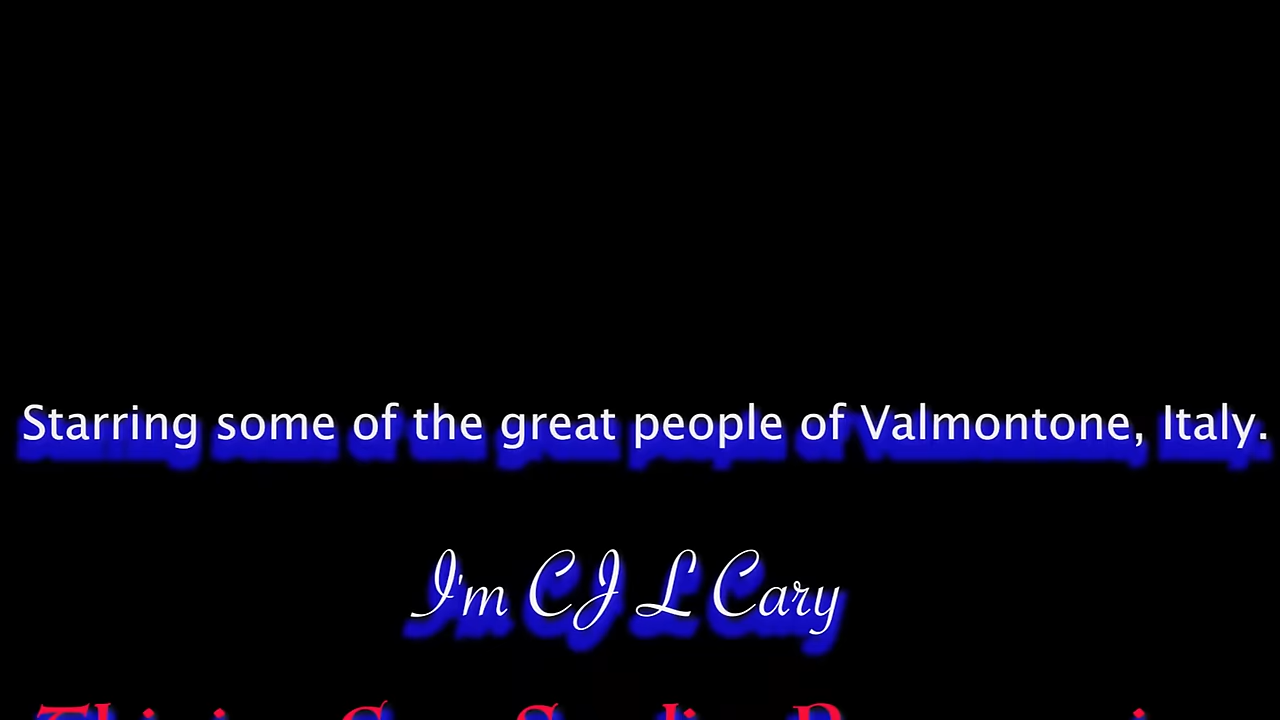 Starring some of the great people of Valmontone, Italy.
I'm CJ L Cary